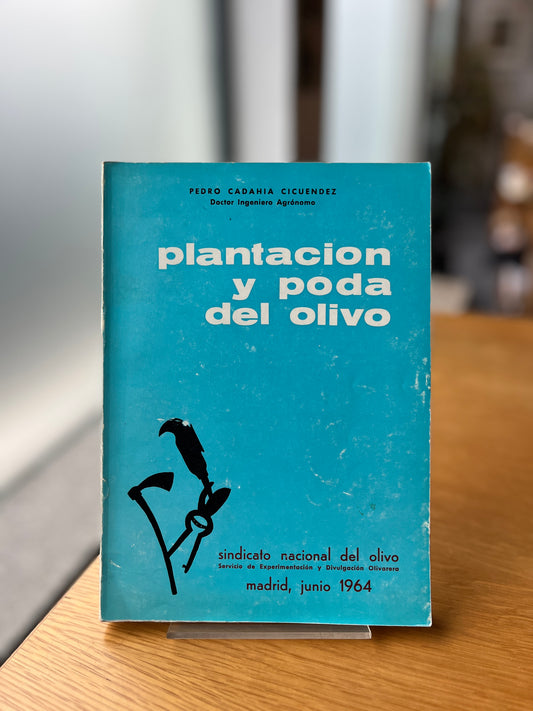 PEDRO CADAHIA CICUENDEZ
Doctor Ingeniero Agrónomo
plantacion
y poda
del olivo
sindicato nacional del olivo
Servicio de Experimentación y Divulgación Olivarera
madrid, junio 1964